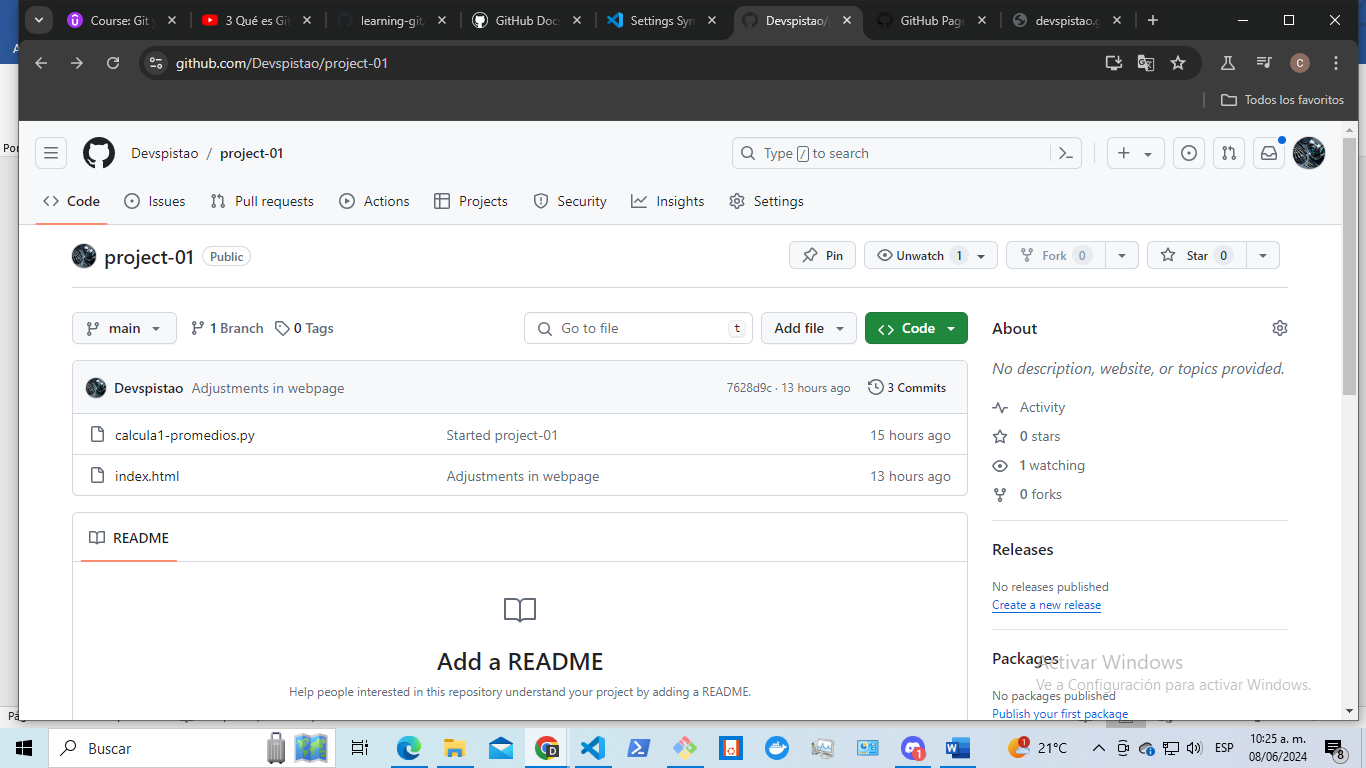 Course: Git y
3 Qué es Git
learning-git
GitHub Doc
Settings Syn
Devspistao/
GitHub Page
devspistao.g
github.com/Devspistao/project-01
C
Todos los favoritos
Devspistao / project-01
Type / to search
Code
Issues
Pull requests
Actions
Projects
Security
Insights
Settings
project-01 Public
Pin
Unwatch 1
Fork 0
Star 0
main
1 Branch
0 Tags
Go to file t
Add file
Code
Devspistao Adjustments in webpage 7628d9c · 13 hours ago 3 Commits
calcula1-promedios.py Started project-01 15 hours ago
index.html Adjustments in webpage 13 hours ago
README
Add a README
Help people interested in this repository understand your project by adding a README.
About
No description, website, or topics provided.
Activity
0 stars
1 watching
0 forks
Releases
No releases published
Create a new release
Packages
No packages published
Publish your first package
Activar Windows
Ve a Configuración para activar Windows.
Buscar
21°C
ESP
10:25 a. m.
08/06/2024
8